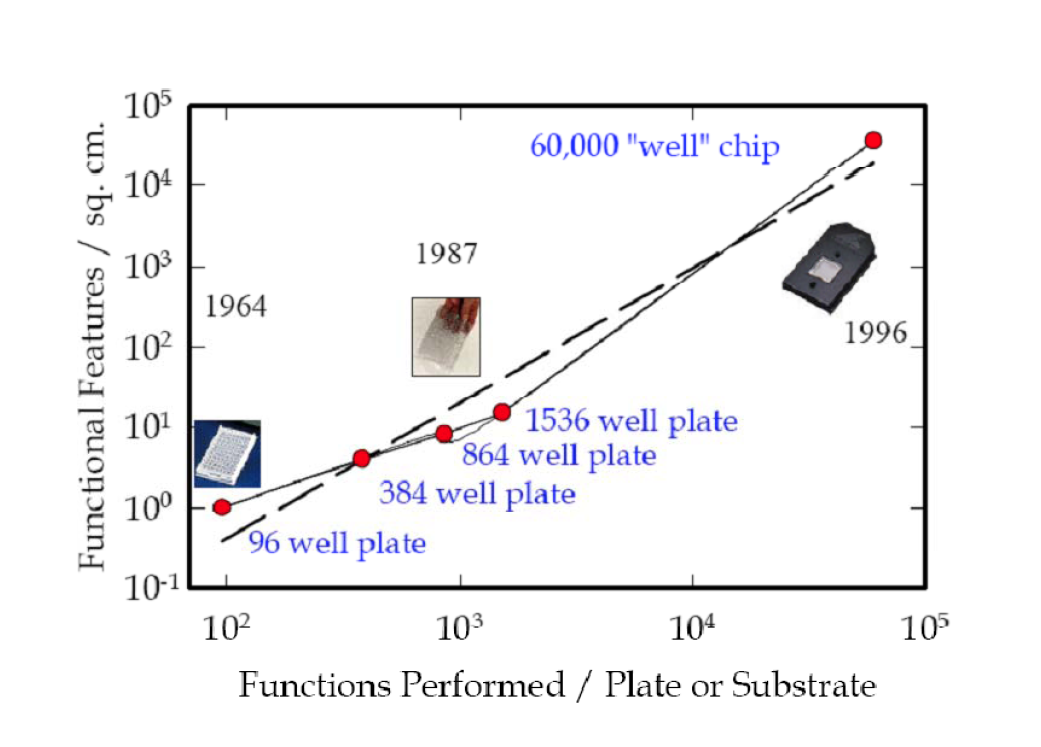 Functional Features / sq. cm.
10⁵
10⁴
10³
10²
10¹
10⁰
10⁻¹
60,000 "well" chip
1987
1964
1996
1536 well plate
864 well plate
384 well plate
96 well plate
10² 10³ 10⁴ 10⁵
Functions Performed / Plate or Substrate